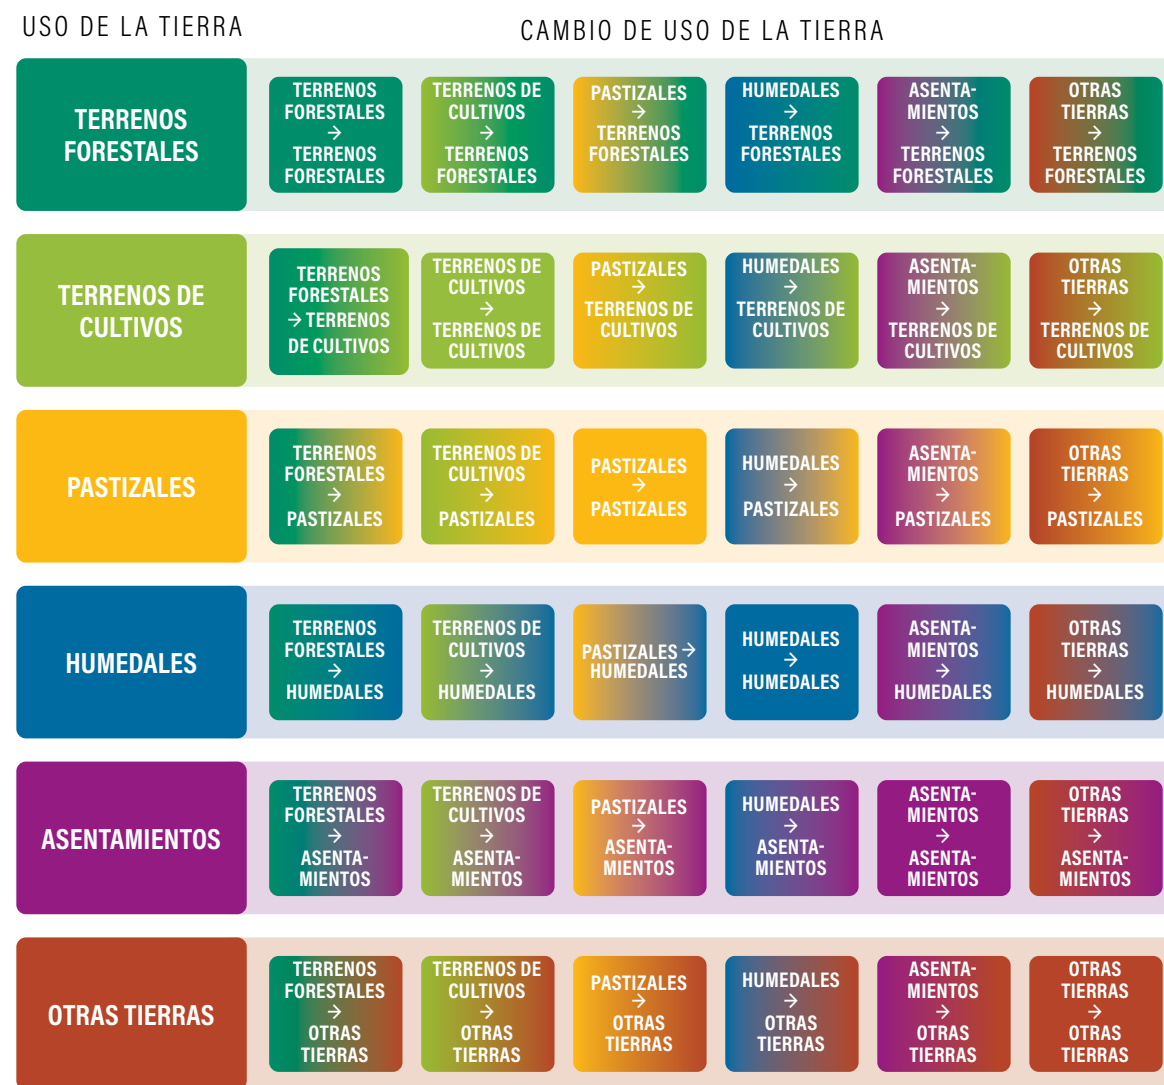 USO DE LA TIERRA
CAMBIO DE USO DE LA TIERRA
TERRENOS
FORESTALES
TERRENOS
FORESTALES
→
TERRENOS
FORESTALES
TERRENOS DE
CULTIVOS
→
TERRENOS
FORESTALES
PASTIZALES
→
TERRENOS
FORESTALES
HUMEDALES
→
TERRENOS
FORESTALES
ASENTA-
MIENTOS
→
TERRENOS
FORESTALES
OTRAS
TIERRAS
→
TERRENOS
FORESTALES
TERRENOS DE
CULTIVOS
TERRENOS
FORESTALES
→ TERRENOS
DE CULTIVOS
TERRENOS DE
CULTIVOS
→
TERRENOS DE
CULTIVOS
PASTIZALES
→
TERRENOS DE
CULTIVOS
HUMEDALES
→
TERRENOS DE
CULTIVOS
ASENTA-
MIENTOS
→
TERRENOS DE
CULTIVOS
OTRAS
TIERRAS
→
TERRENOS DE
CULTIVOS
PASTIZALES
TERRENOS
FORESTALES
→
PASTIZALES
TERRENOS DE
CULTIVOS
→
PASTIZALES
PASTIZALES
→
PASTIZALES
HUMEDALES
→
PASTIZALES
ASENTA-
MIENTOS
→
PASTIZALES
OTRAS
TIERRAS
→
PASTIZALES
HUMEDALES
TERRENOS
FORESTALES
→
HUMEDALES
TERRENOS DE
CULTIVOS
→
HUMEDALES
PASTIZALES →
HUMEDALES
HUMEDALES
→
HUMEDALES
ASENTA-
MIENTOS
→
HUMEDALES
OTRAS
TIERRAS
→
HUMEDALES
ASENTAMIENTOS
TERRENOS
FORESTALES
→
ASENTA-
MIENTOS
TERRENOS DE
CULTIVOS
→
ASENTA-
MIENTOS
PASTIZALES
→
ASENTA-
MIENTOS
HUMEDALES
→
ASENTA-
MIENTOS
ASENTA-
MIENTOS
→
ASENTA-
MIENTOS
OTRAS
TIERRAS
→
ASENTA-
MIENTOS
OTRAS TIERRAS
TERRENOS
FORESTALES
→
OTRAS
TIERRAS
TERRENOS DE
CULTIVOS
→
OTRAS
TIERRAS
PASTIZALES
→
OTRAS
TIERRAS
HUMEDALES
→
OTRAS
TIERRAS
ASENTA-
MIENTOS
→
OTRAS
TIERRAS
OTRAS
TIERRAS
→
OTRAS
TIERRAS